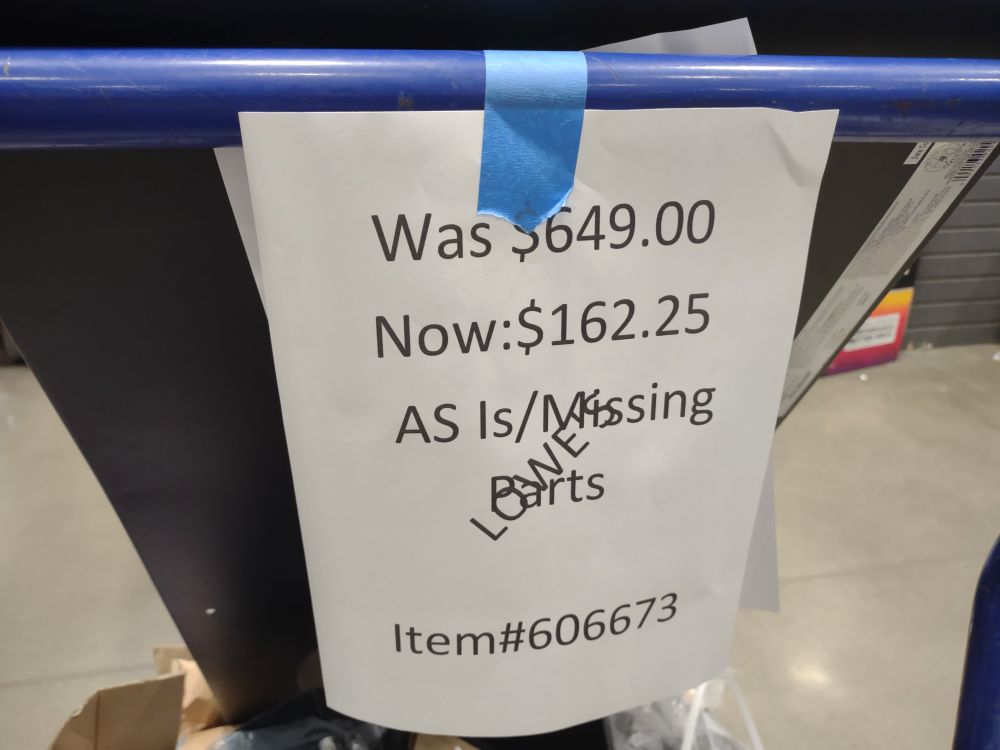 Was $649.00
Now:$162.25
AS Is/Missing
Parts
LOWE'S
Item#606673